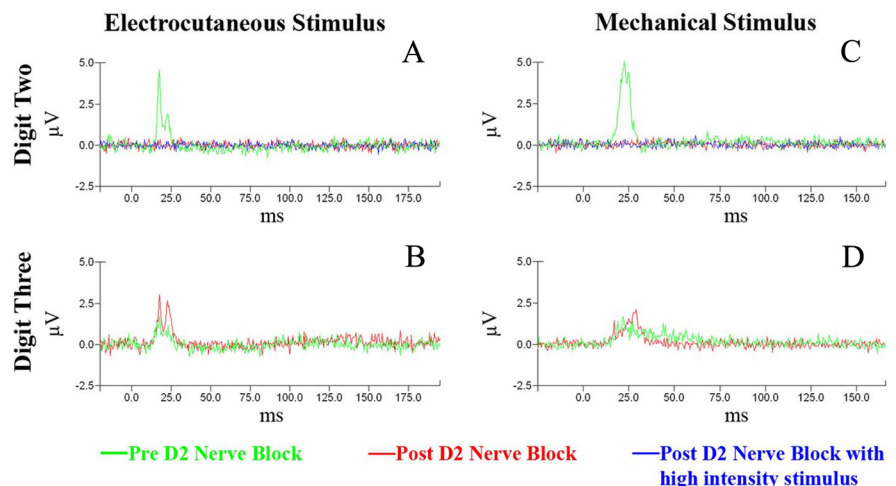 Electrocutaneous Stimulus
Mechanical Stimulus
Digit Two
A
5.0
2.5
0.0
-2.5
μV
0.0 25.0 50.0 75.0 100.0 125.0 150.0 175.0
ms
C
5.0
2.5
0.0
-2.5
μV
0.0 25.0 50.0 75.0 100.0 125.0 150.0
ms
Digit Three
B
5.0
2.5
0.0
-2.5
μV
0.0 25.0 50.0 75.0 100.0 125.0 150.0 175.0
ms
D
5.0
2.5
0.0
-2.5
μV
0.0 25.0 50.0 75.0 100.0 125.0 150.0
ms
Pre D2 Nerve Block
Post D2 Nerve Block
Post D2 Nerve Block with
high intensity stimulus